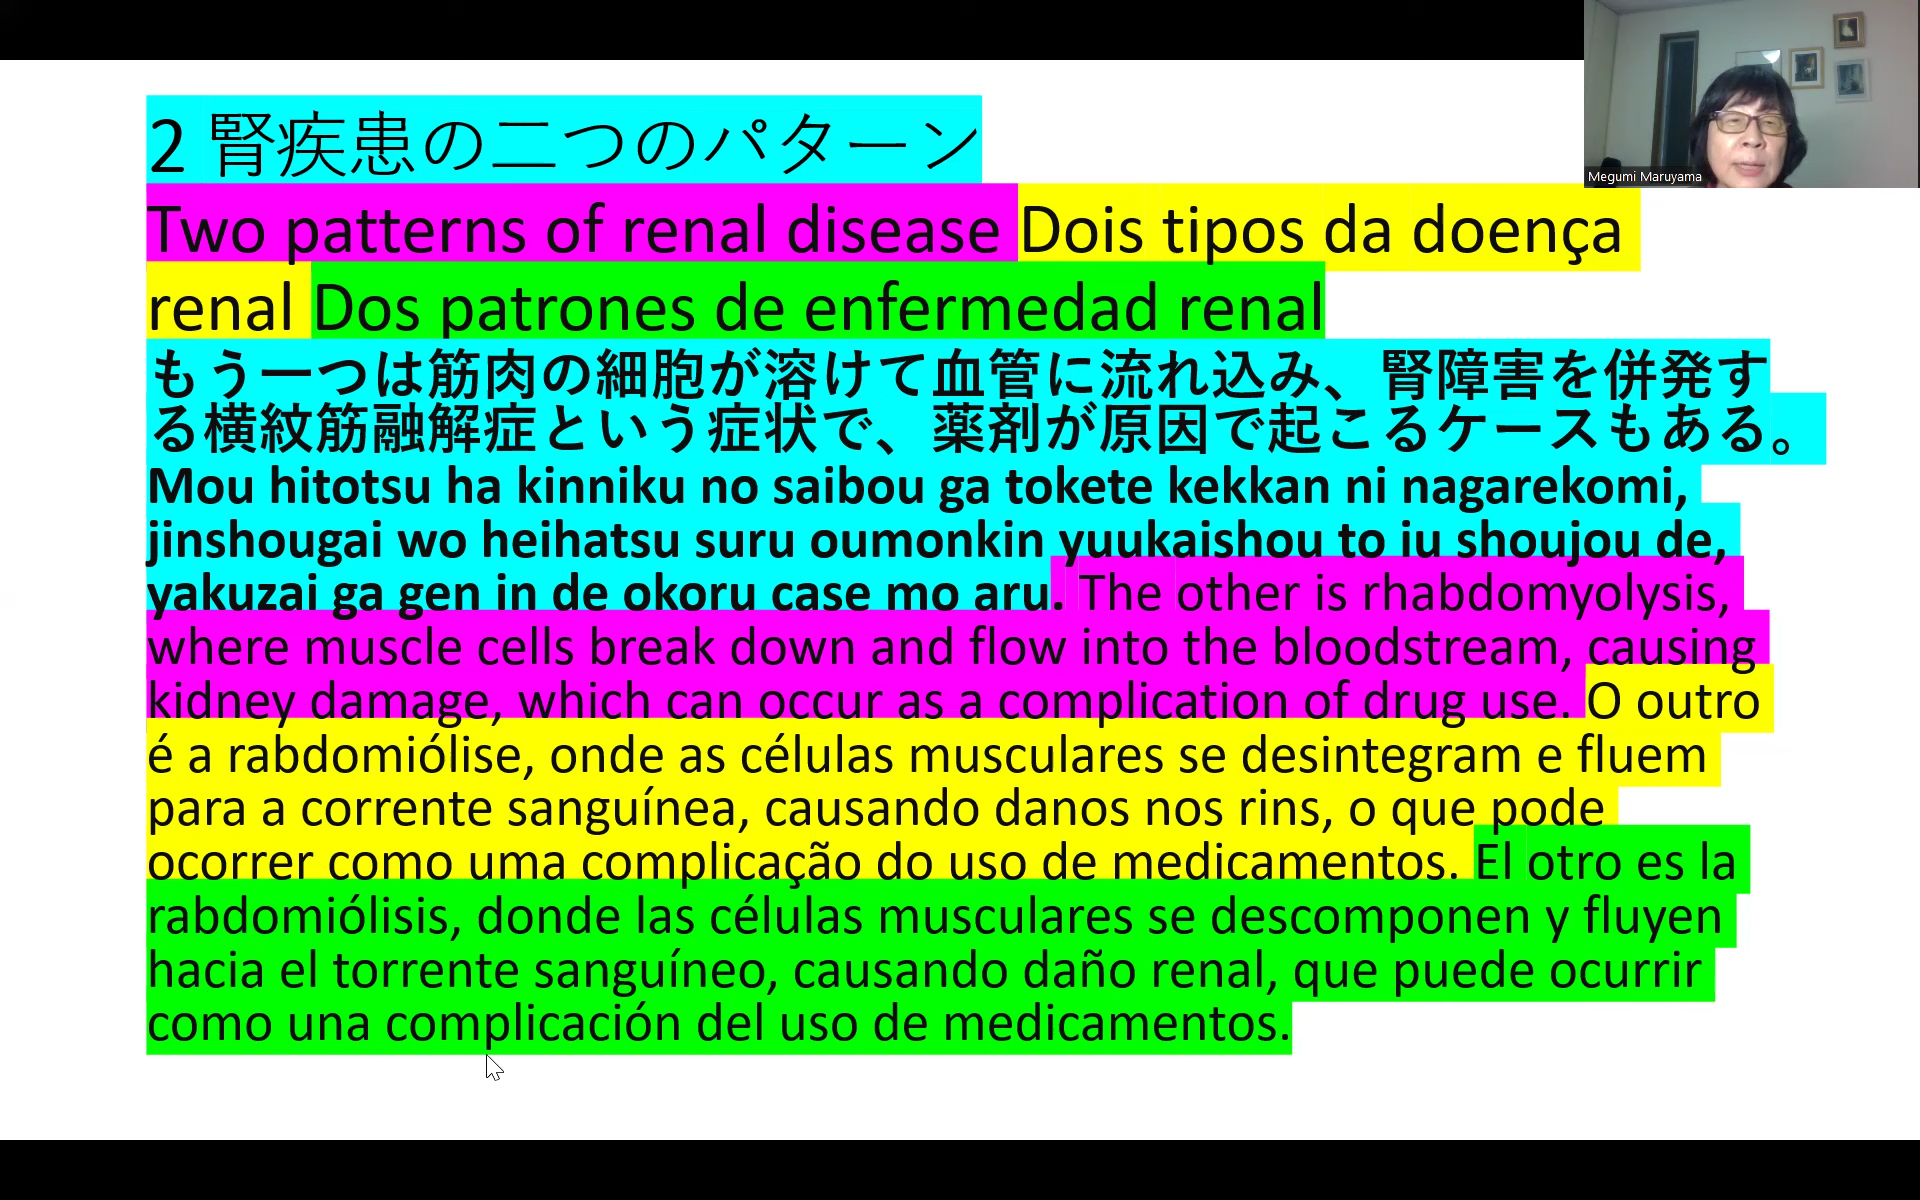 Megumi Maruyama
2 腎疾患の二つのパターン
Two patterns of renal disease Dois tipos da doença
renal Dos patrones de enfermedad renal
もう一つは筋肉の細胞が溶けて血管に流れ込み、腎障害を併発す
る横紋筋融解症という症状で、薬剤が原因で起こるケースもある。
Mou hitotsu ha kinniku no saibou ga tokete kekkan ni nagarekomi,
jinshougai wo heihatsu suru oumonkin yuukaishou to iu shoujou de,
yakuzai ga gen in de okoru case mo aru. The other is rhabdomyolysis,
where muscle cells break down and flow into the bloodstream, causing
kidney damage, which can occur as a complication of drug use. O outro
é a rabdomiólise, onde as células musculares se desintegram e fluem
para a corrente sanguínea, causando danos nos rins, o que pode
ocorrer como uma complicação do uso de medicamentos. El otro es la
rabdomiólisis, donde las células musculares se descomponen y fluyen
hacia el torrente sanguíneo, causando daño renal, que puede ocurrir
como una complicación del uso de medicamentos.